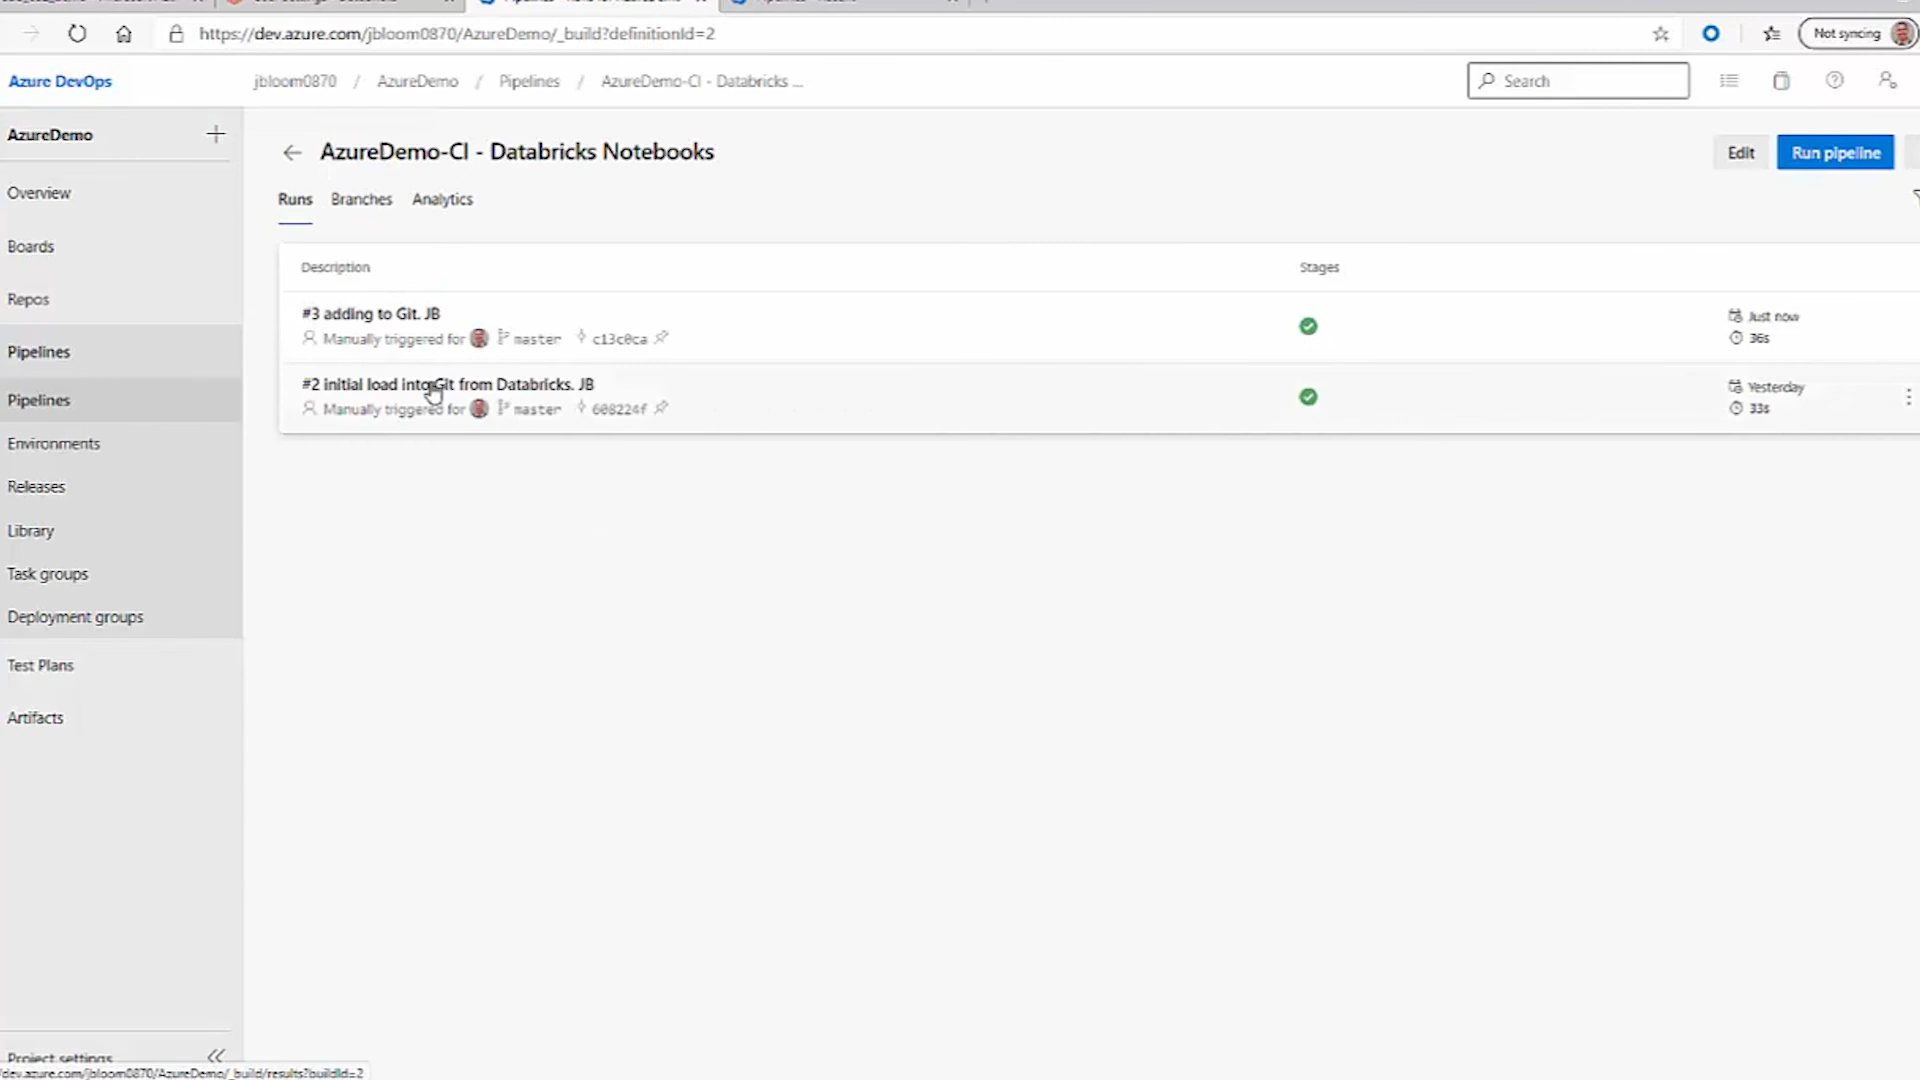 https://dev.azure.com/jbloom0870/AzureDemo/_build?definitionId=2
Not syncing
Azure DevOps
jbloom0870 / AzureDemo / Pipelines / AzureDemo-CI - Databricks ...
Search
AzureDemo
AzureDemo-CI - Databricks Notebooks
Edit
Run pipeline
Overview
Boards
Repos
Pipelines
Pipelines
Environments
Releases
Library
Task groups
Deployment groups
Test Plans
Artifacts
Project settings
Runs Branches Analytics
Description
Stages
#3 adding to Git. JB
Manually triggered for master c13c0ca
Just now
36s
#2 initial load into Git from Databricks. JB
Manually triggered for master 608224f
Yesterday
33s
dev.azure.com/jbloom0870/AzureDemo/_build/results?buildId=2